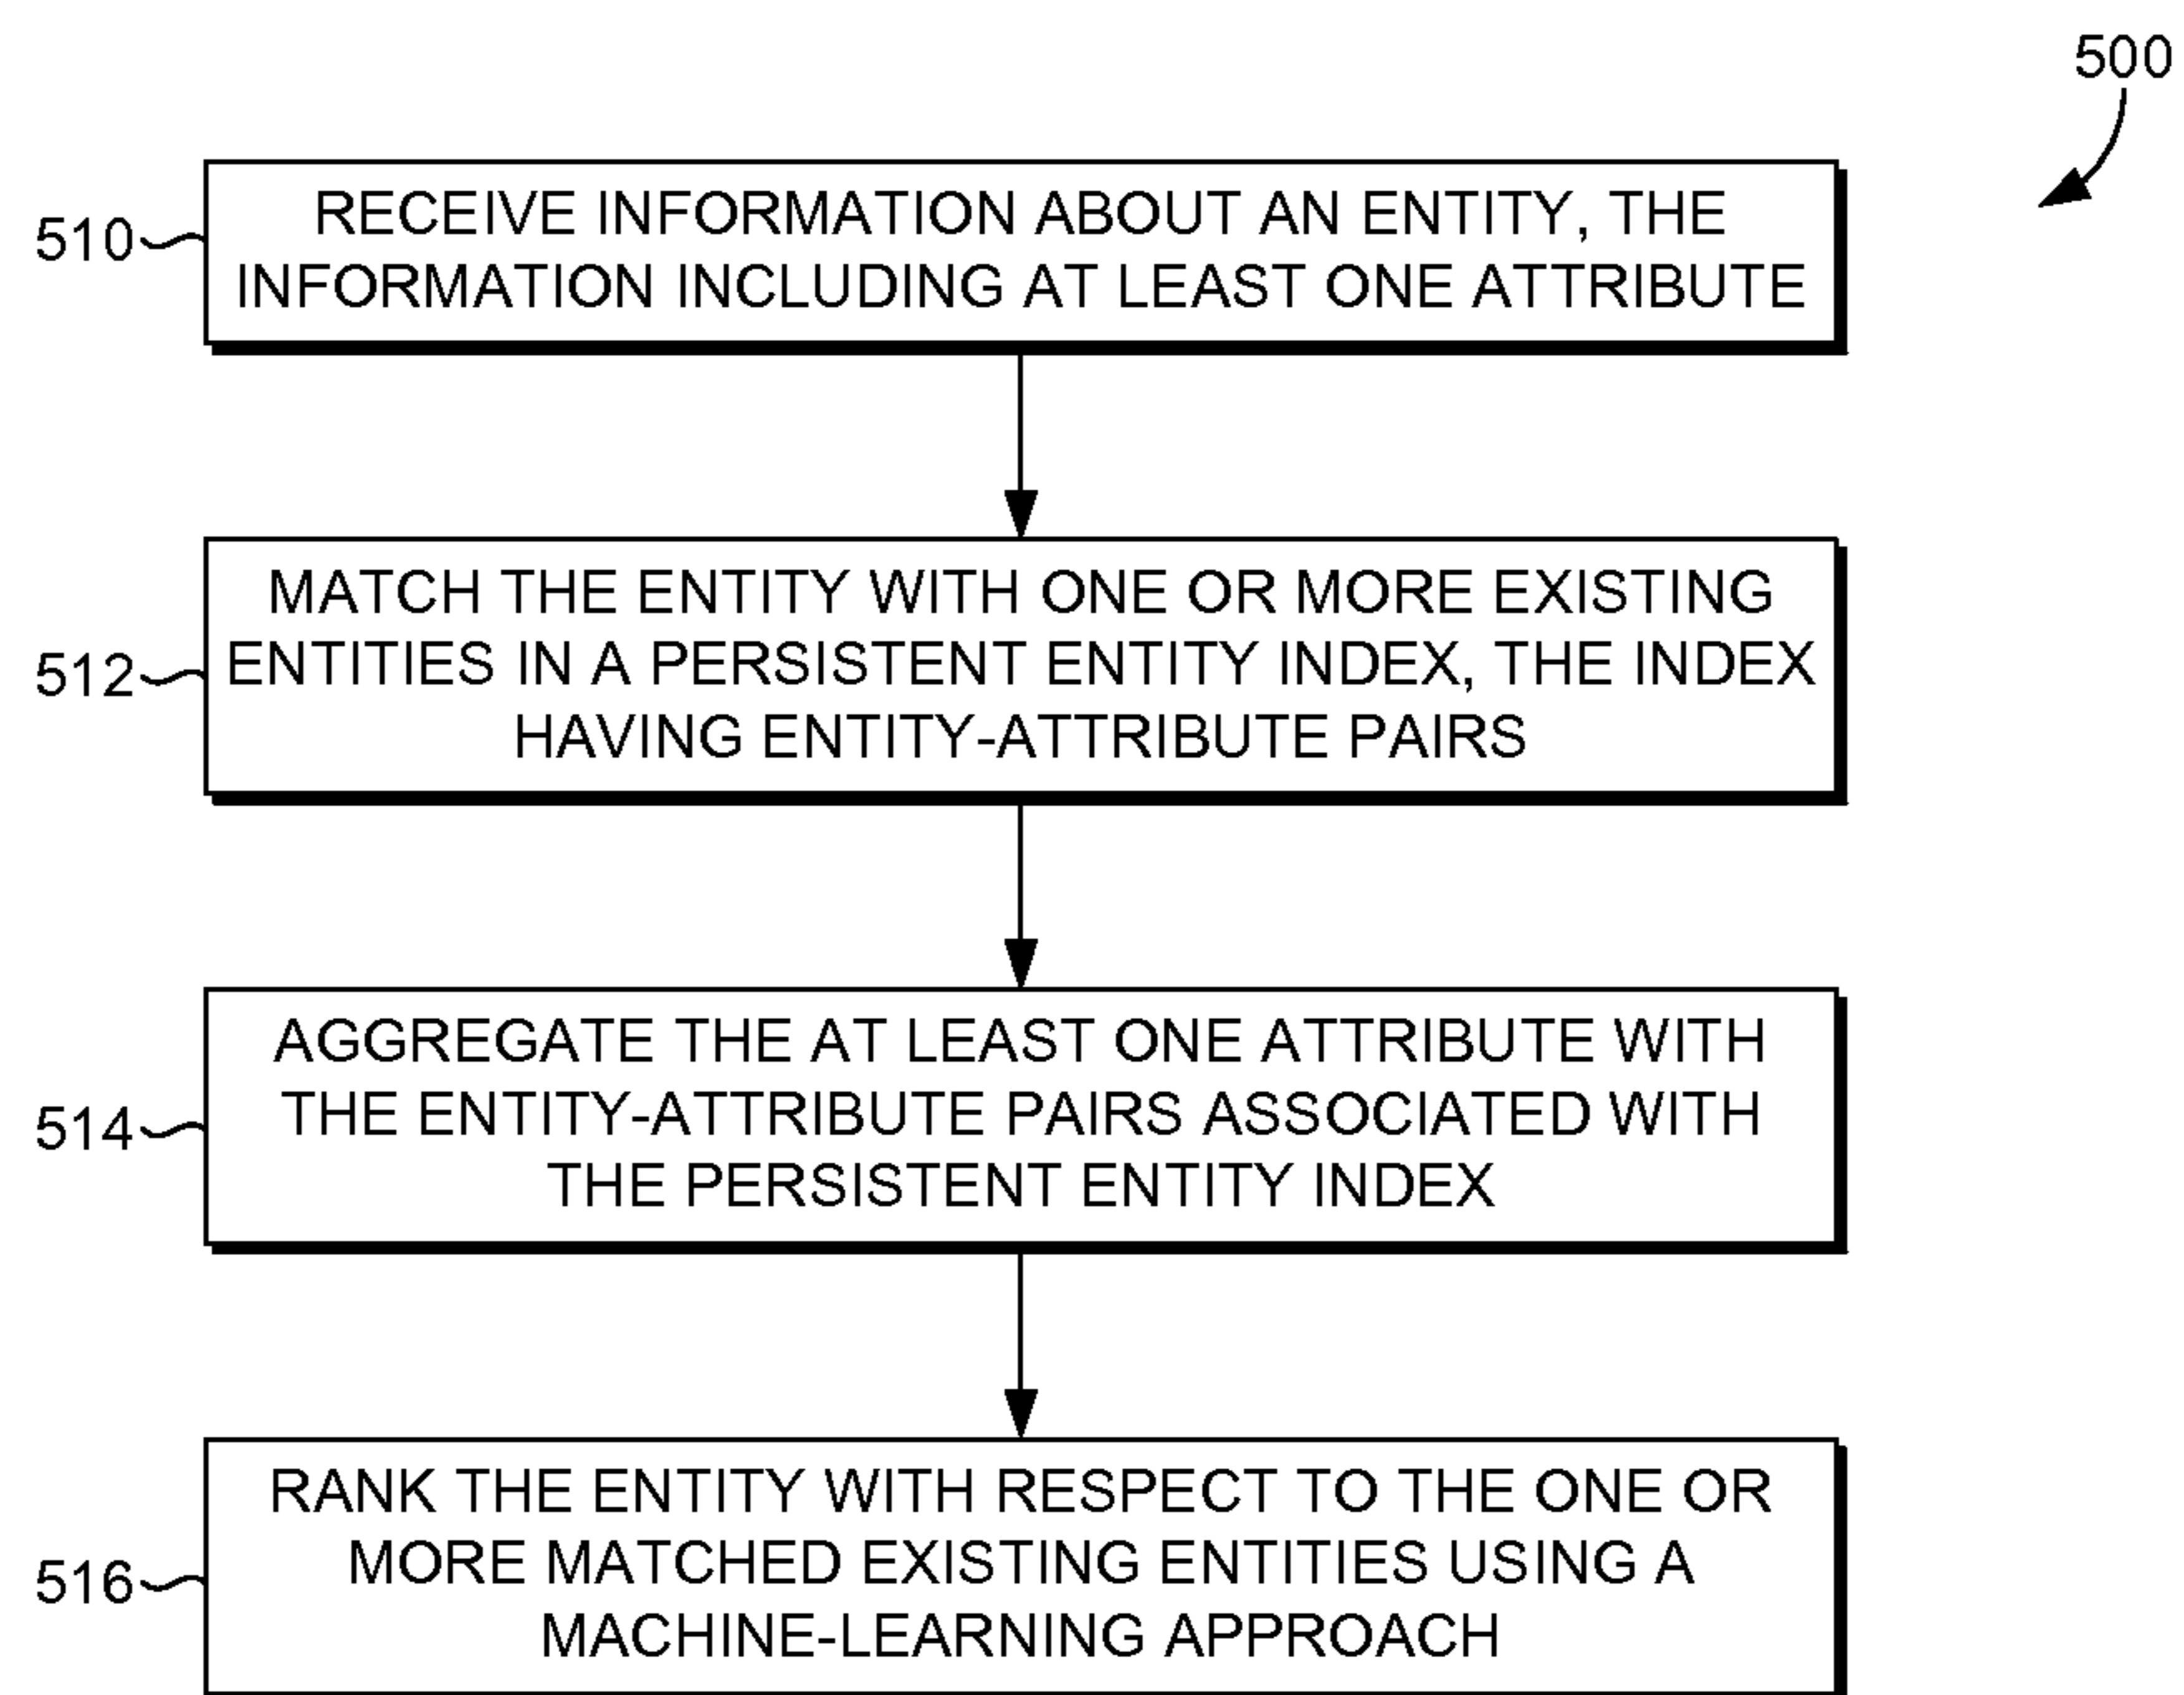 500
510
RECEIVE INFORMATION ABOUT AN ENTITY, THE
INFORMATION INCLUDING AT LEAST ONE ATTRIBUTE
512
MATCH THE ENTITY WITH ONE OR MORE EXISTING
ENTITIES IN A PERSISTENT ENTITY INDEX, THE INDEX
HAVING ENTITY-ATTRIBUTE PAIRS
514
AGGREGATE THE AT LEAST ONE ATTRIBUTE WITH
THE ENTITY-ATTRIBUTE PAIRS ASSOCIATED WITH
THE PERSISTENT ENTITY INDEX
516
RANK THE ENTITY WITH RESPECT TO THE ONE OR
MORE MATCHED EXISTING ENTITIES USING A
MACHINE-LEARNING APPROACH